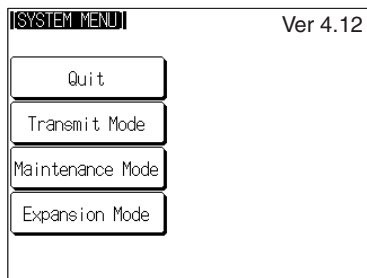 [SYSTEM MENU]
Ver 4.12
Quit
Transmit Mode
Maintenance Mode
Expansion Mode